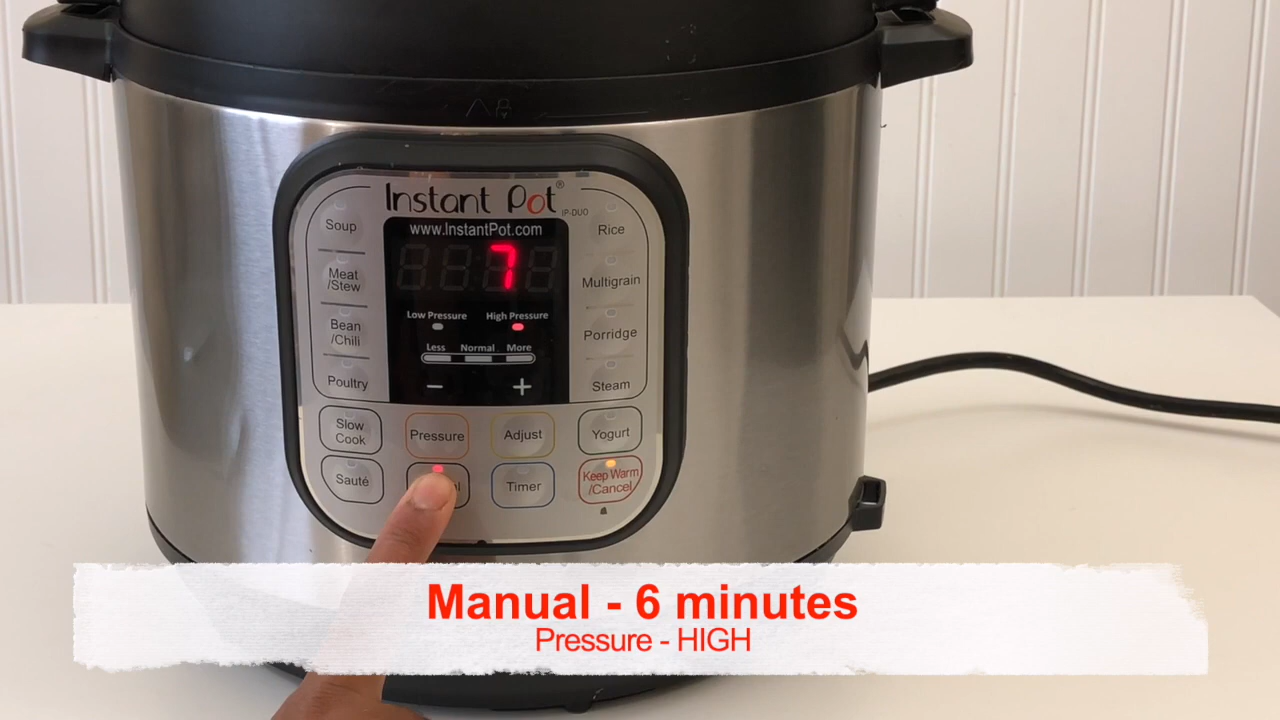 Instant Pot®
IP-DUO
www.InstantPot.com
7
Low Pressure
High Pressure
Less
Normal
More
−
+
Soup
Meat
/Stew
Bean
/Chili
Poultry
Rice
Multigrain
Porridge
Steam
Slow
Cook
Pressure
Adjust
Yogurt
Sauté
Timer
Keep Warm
/Cancel
Manual - 6 minutes
Pressure - HIGH